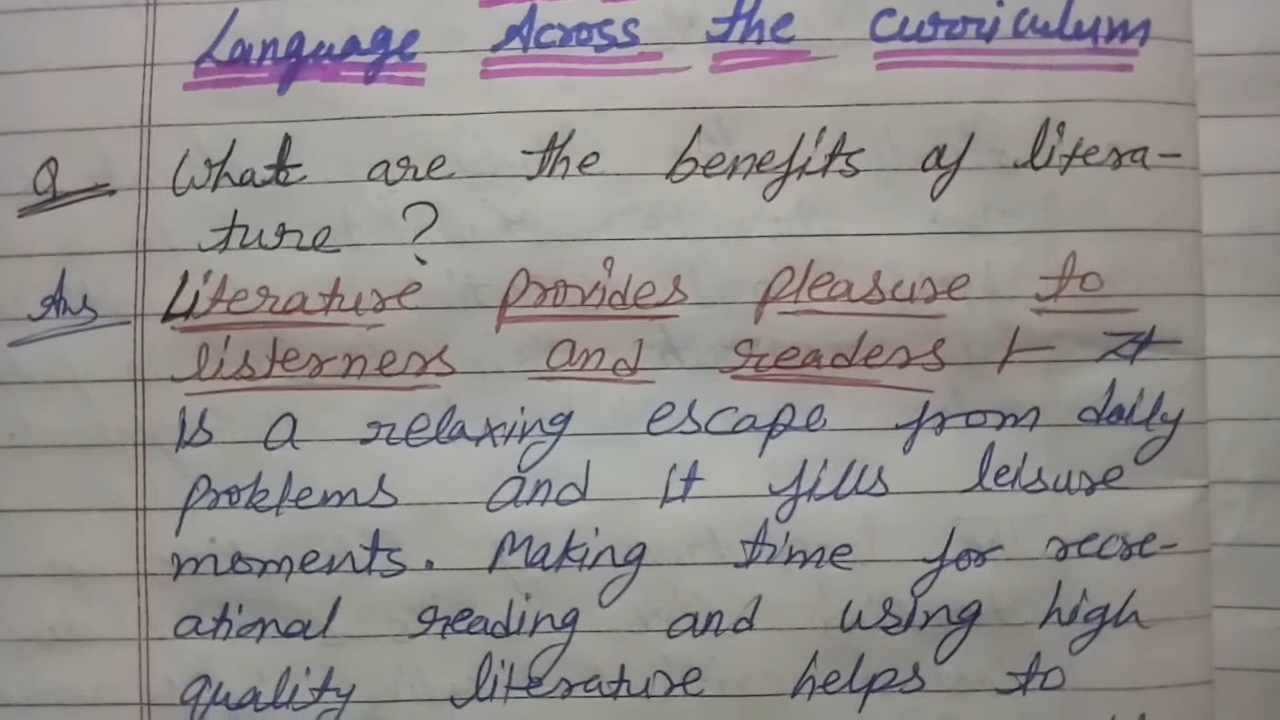 Language Across the Curriculum
Q What are the benefits of litera-
ture ?
Ans Literature provides pleasure to
listerners and readers :- It
is a relaxing escape from daily
problems and it fills leisure
moments. Making time for recre-
ational reading and using high
quality literature helps to